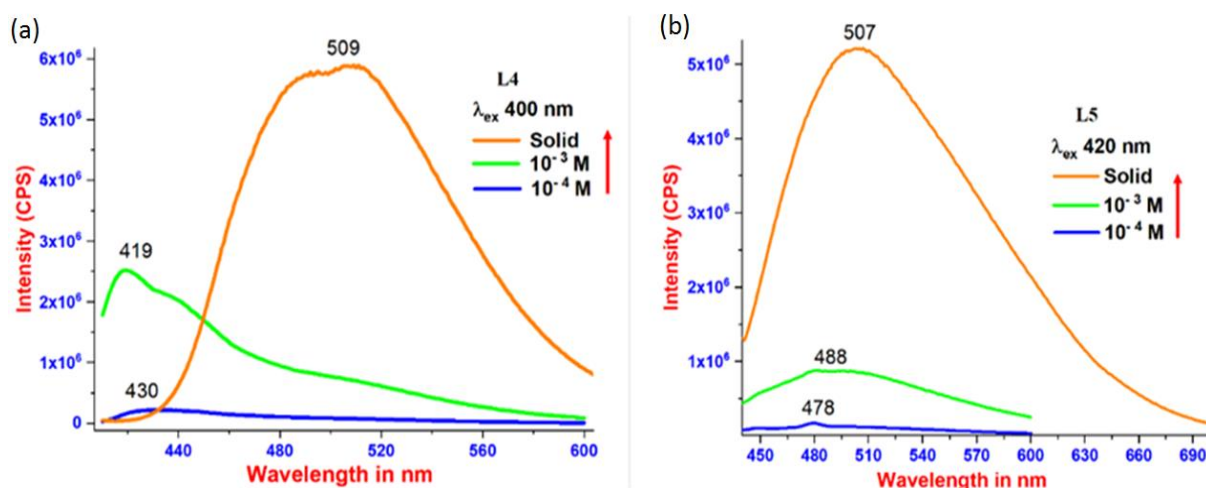 (a)
6x10⁶
5x10⁶
4x10⁶
3x10⁶
2x10⁶
1x10⁶
0
Intensity (CPS)
509
419
430
L4
λex 400 nm
Solid
10⁻³ M
10⁻⁴ M
440 480 520 560 600
Wavelength in nm
(b)
5x10⁶
4x10⁶
3x10⁶
2x10⁶
1x10⁶
Intensity (CPS)
507
488
478
L5
λex 420 nm
Solid
10⁻³ M
10⁻⁴ M
450 480 510 540 570 600 630 660 690
Wavelength in nm